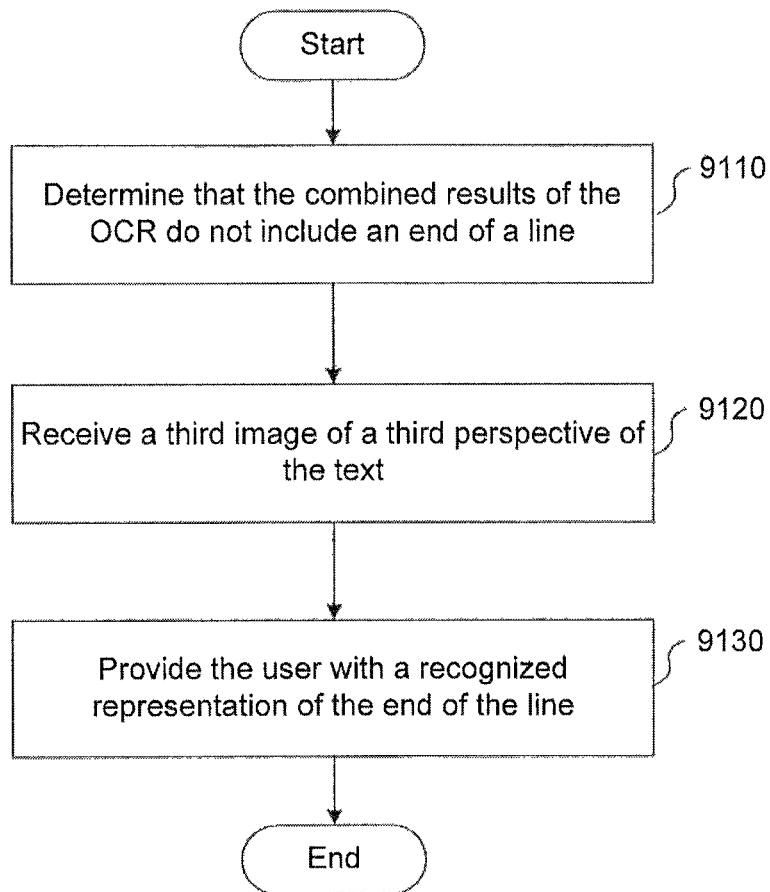 Start
Determine that the combined results of the
OCR do not include an end of a line
9110
Receive a third image of a third perspective of
the text
9120
Provide the user with a recognized
representation of the end of the line
9130
End